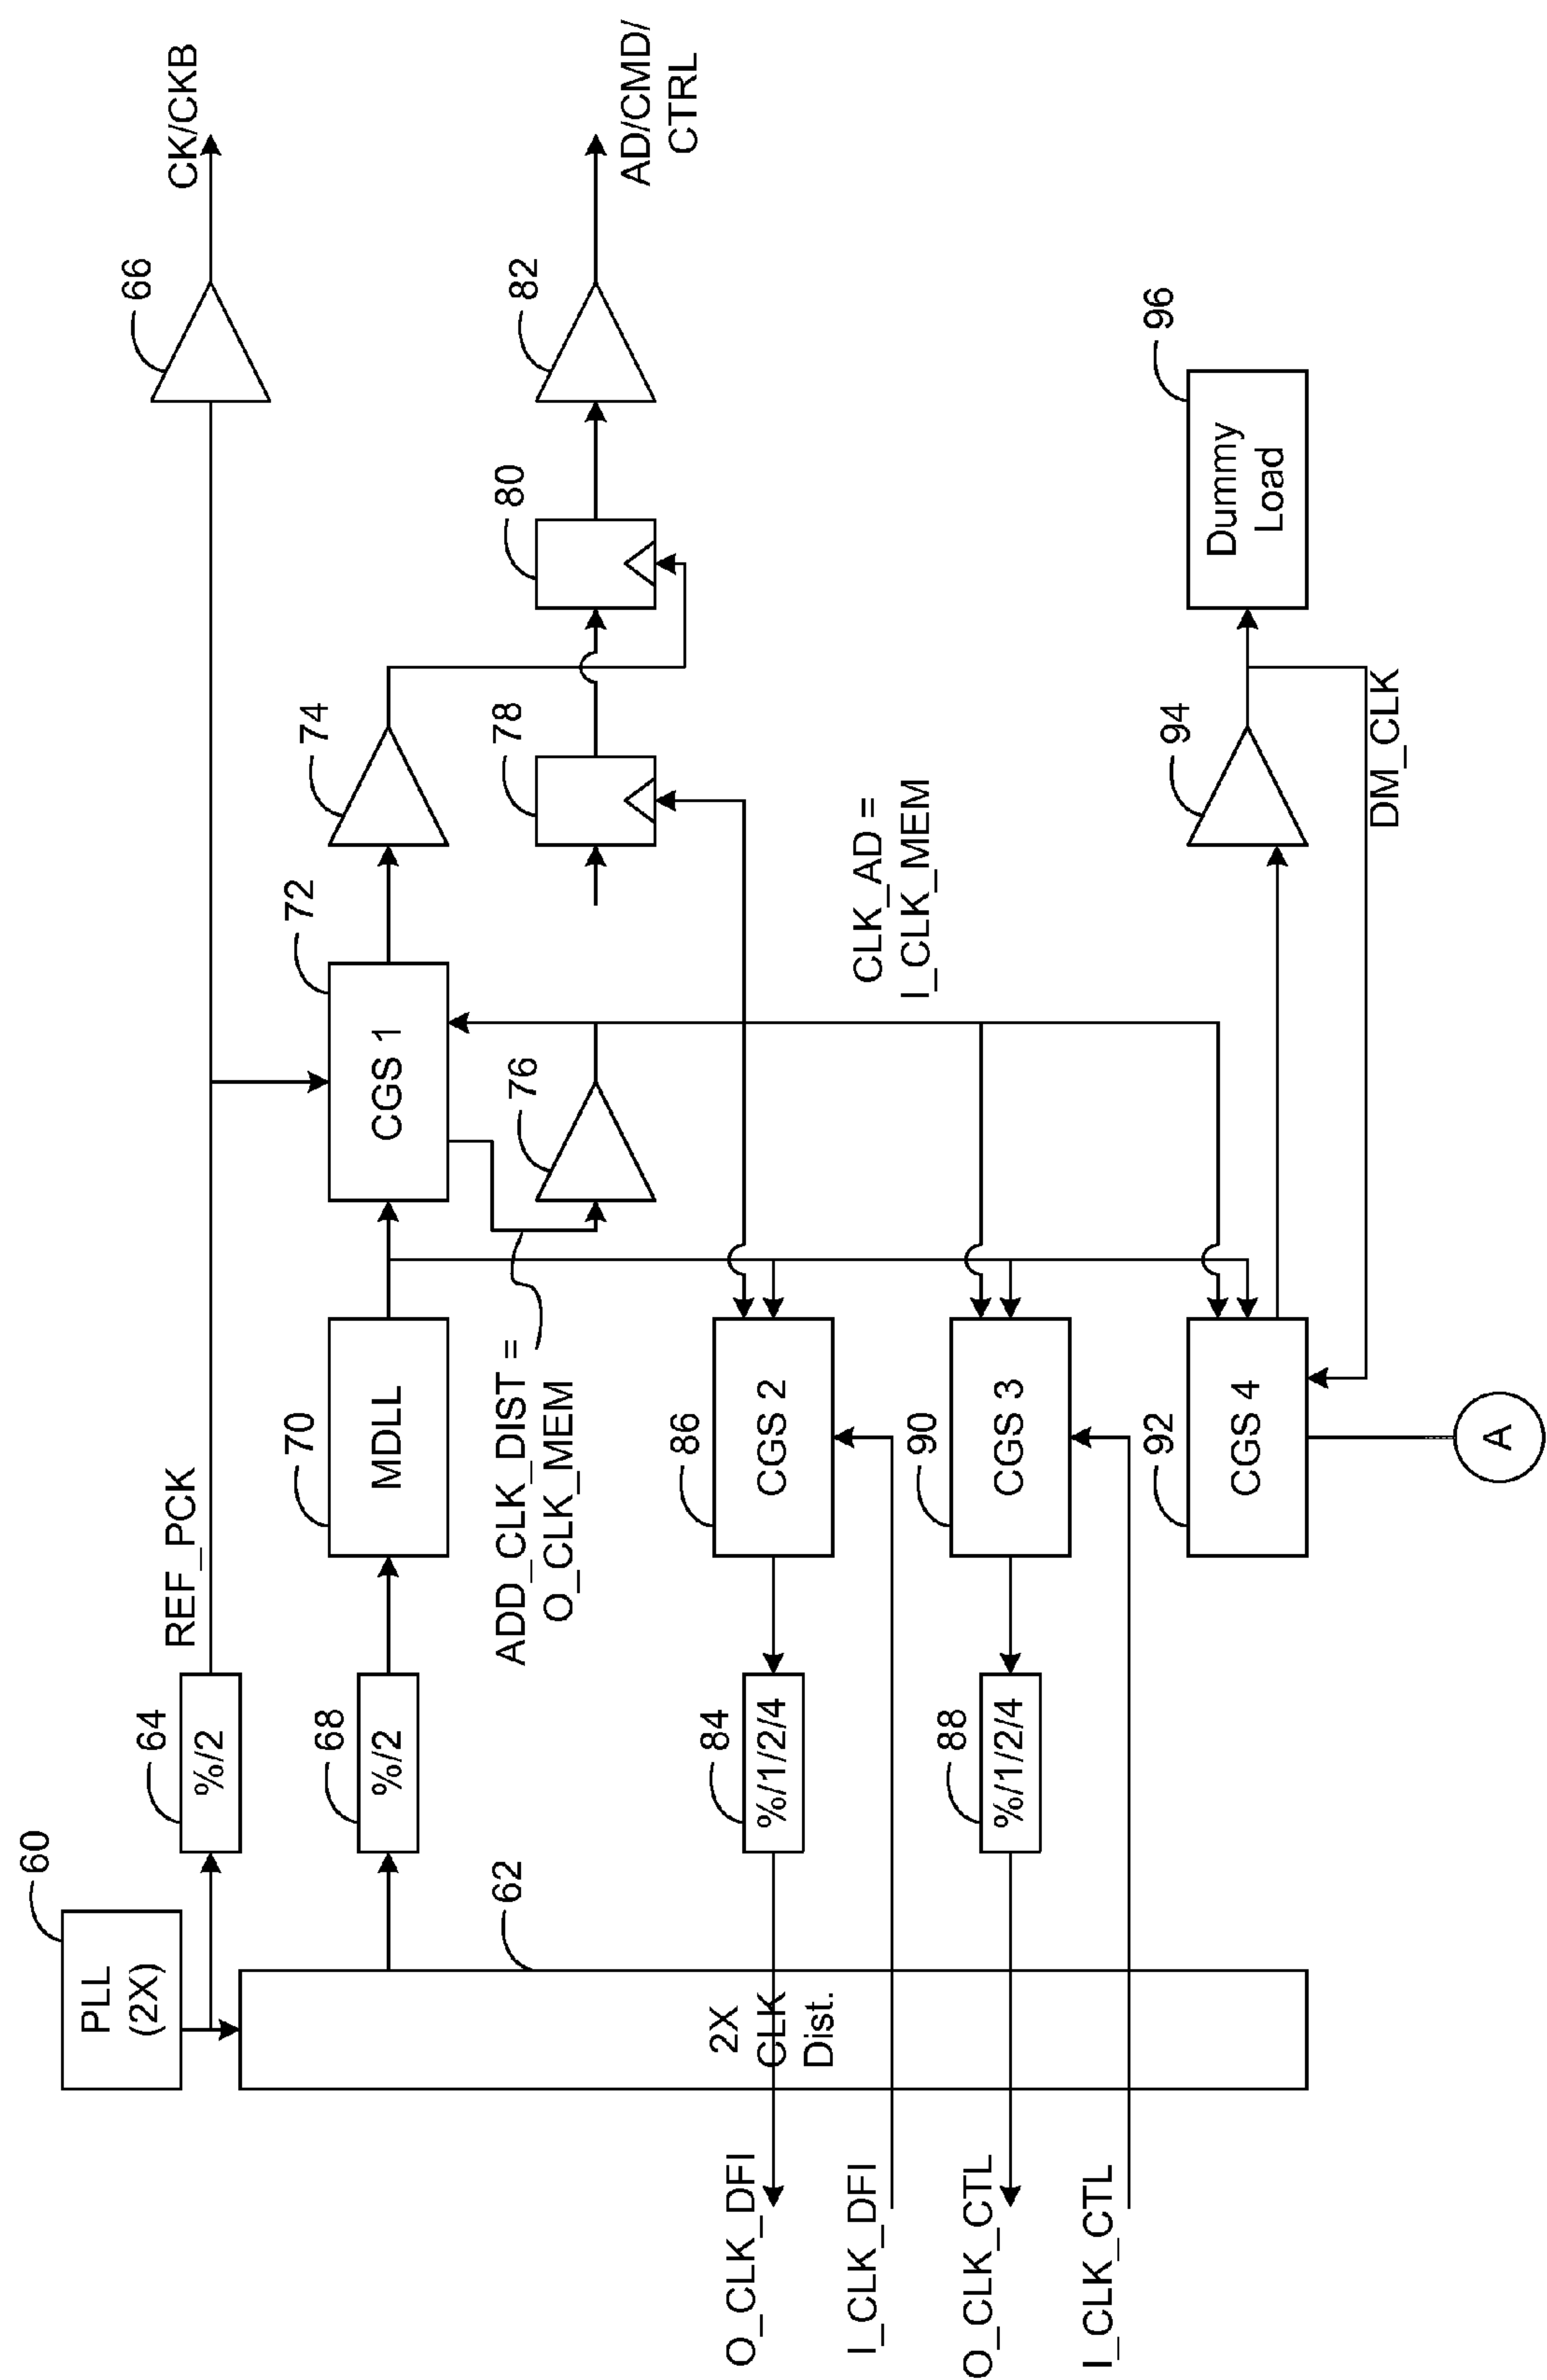 60
PLL
(2X)
64
%/2
REF_PCK
66
CK/CKB
62
2X
CLK
Dist.
68
%/2
70
MDLL
72
CGS 1
74
76
ADD_CLK_DIST =
O_CLK_MEM
78
80
82
AD/CMD/
CTRL
CLK_AD =
I_CLK_MEM
O_CLK_DFI
84
%/1/2/4
86
CGS 2
I_CLK_DFI
O_CLK_CTL
88
%/1/2/4
90
CGS 3
I_CLK_CTL
92
CGS 4
94
96
Dummy
Load
DM_CLK
A